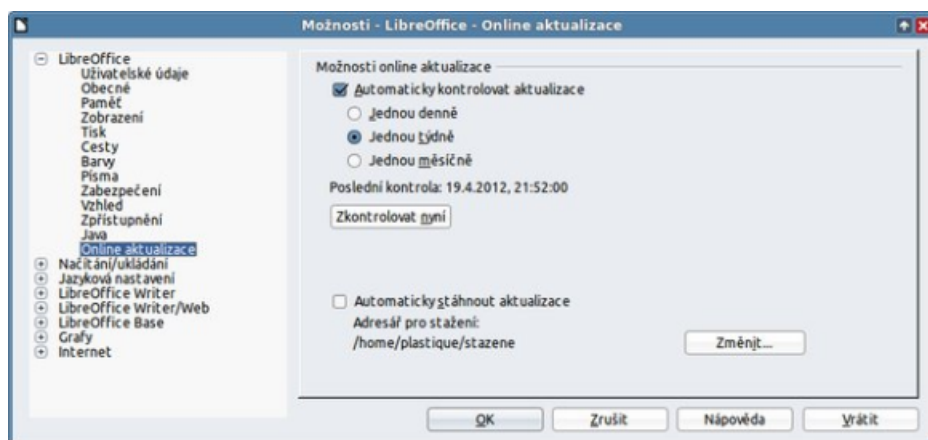 Možnosti - LibreOffice - Online aktualizace
LibreOffice
Uživatelské údaje
Obecné
Paměť
Zobrazení
Tisk
Cesty
Barvy
Písma
Zabezpečení
Vzhled
Zpřístupnění
Java
Online aktualizace
Načítání/ukládání
Jazyková nastavení
LibreOffice Writer
LibreOffice Writer/Web
LibreOffice Base
Grafy
Internet
Možnosti online aktualizace
Automaticky kontrolovat aktualizace
Jednou denně
Jednou týdně
Jednou měsíčně
Poslední kontrola: 19.4.2012, 21:52:00
Zkontrolovat nyní
Automaticky stáhnout aktualizace
Adresář pro stažení:
/home/plastique/stazene
Změnit...
OK Zrušit Nápověda Vrátit